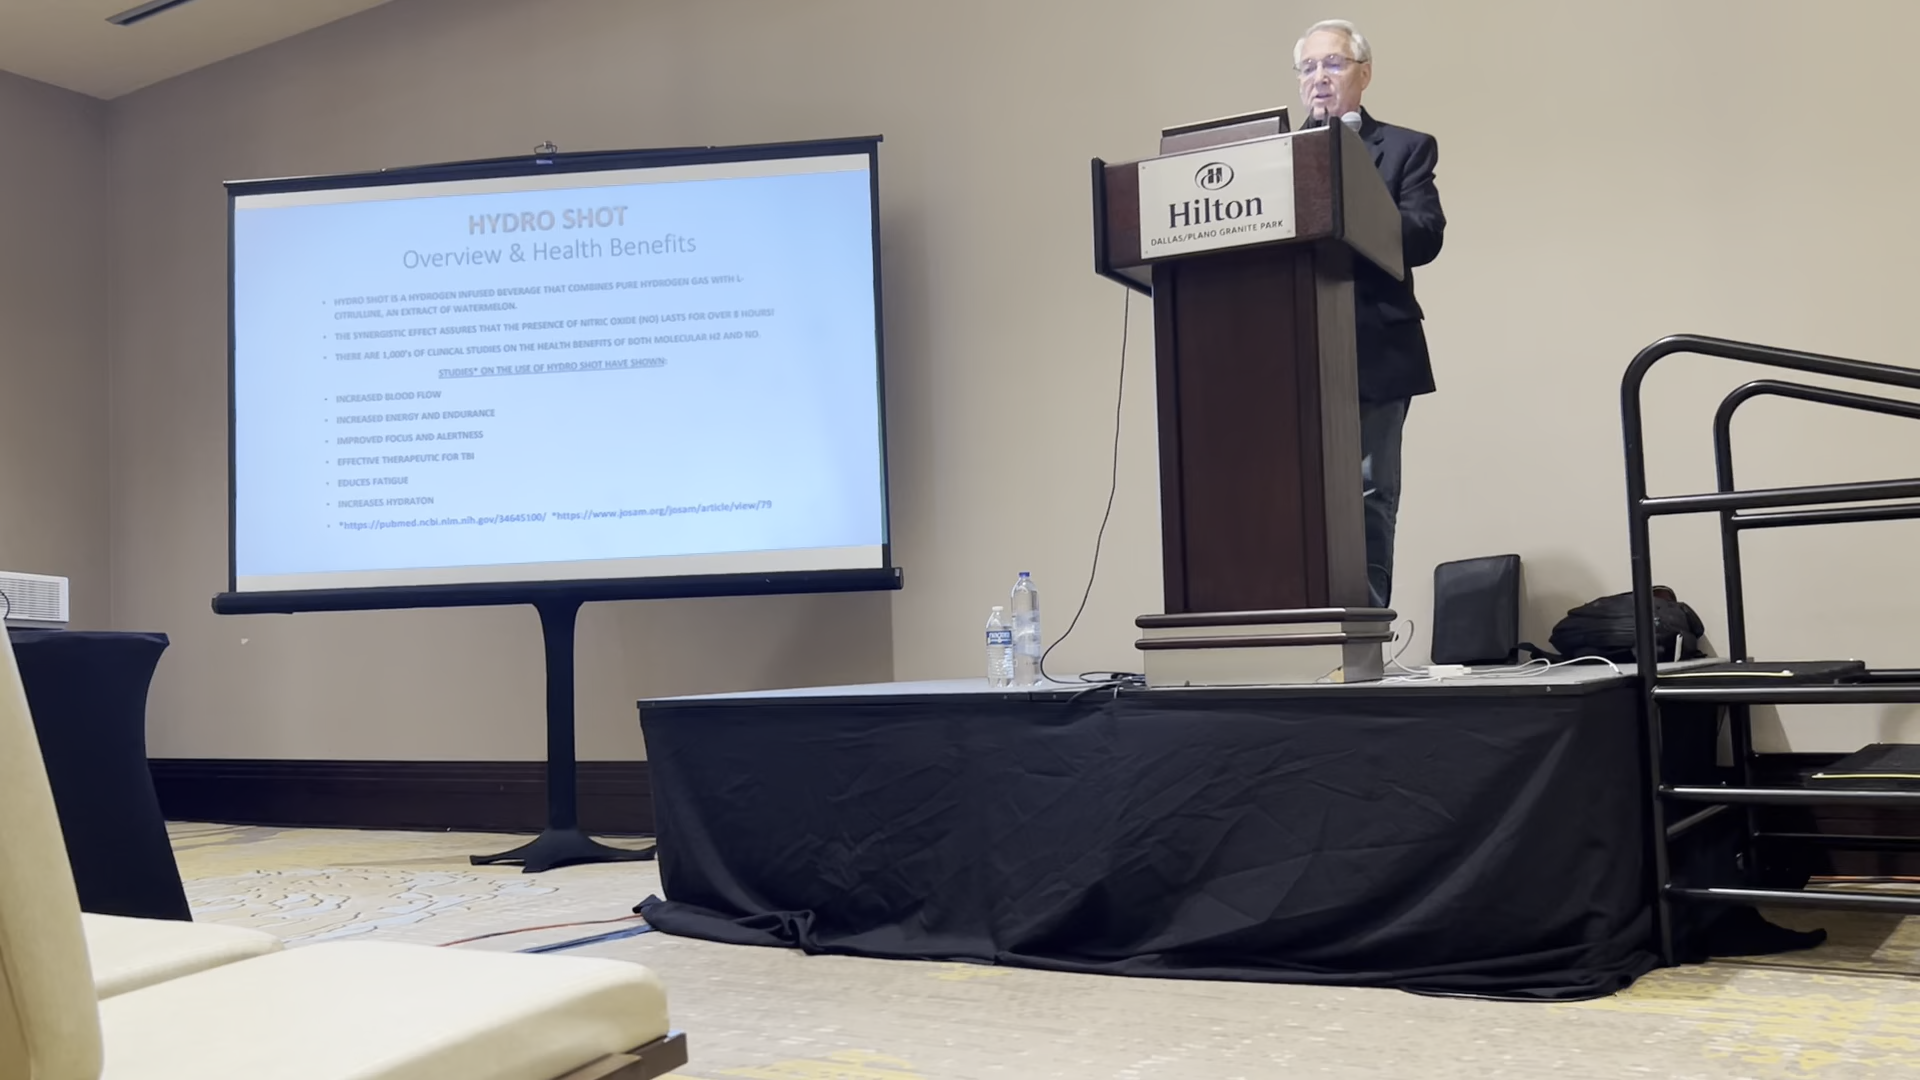 HYDRO SHOT
Overview & Health Benefits
• HYDRO SHOT IS A HYDROGEN INFUSED BEVERAGE THAT COMBINES PURE HYDROGEN GAS WITH L-
CITRULLINE, AN EXTRACT OF WATERMELON.
• THE SYNERGISTIC EFFECT ASSURES THAT THE PRESENCE OF NITRIC OXIDE (NO) LASTS FOR OVER 8 HOURS!
• THERE ARE 1,000's OF CLINICAL STUDIES ON THE HEALTH BENEFITS OF BOTH MOLECULAR H2 AND NO
STUDIES* ON THE USE OF HYDRO SHOT HAVE SHOWN:
• INCREASED BLOOD FLOW
• INCREASED ENERGY AND ENDURANCE
• IMPROVED FOCUS AND ALERTNESS
• EFFECTIVE THERAPEUTIC FOR TBI
• EDUCES FATIGUE
• INCREASES HYDRATON
• *https://pubmed.ncbi.nlm.nih.gov/34645100/ *https://www.josam.org/josam/article/view/79
H
Hilton
DALLAS/PLANO GRANITE PARK